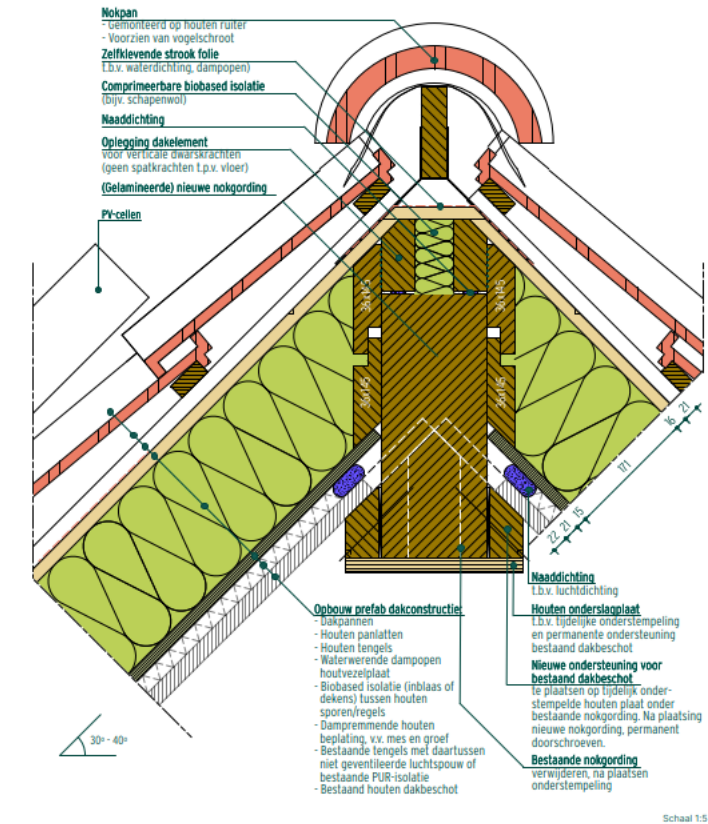 Nokpan
- Gemonteerd op houten ruiter
- Voorzien van vogelschroot
Zelfklevende strook folie
t.b.v. waterdichting, dampopen)
Comprimeerbare biobased isolatie
(bijv. schapenwol)
Naaddichting
Oplegging dakelement
voor verticale dwarskrachten
(geen spatkrachten t.p.v. vloer)
(Gelamineerde) nieuwe nokgording
PV-cellen
36x145
36x145
36x145
36x145
16
21
171
15
21
22
Naaddichting
t.b.v. luchtdichting
Houten onderslagplaat
t.b.v. tijdelijke onderstempeling
en permanente ondersteuning
bestaand dakbeschot
Nieuwe ondersteuning voor
bestaand dakbeschot
te plaatsen op tijdelijk onder-
stempelde houten plaat onder
bestaande nokgording. Na plaatsing
nieuwe nokgording, permanent
doorschroeven.
Bestaande nokgording
verwijderen, na plaatsen
onderstempeling
Opbouw prefab dakconstructie:
- Dakpannen
- Houten panlatten
- Houten tengels
- Waterwerende dampopen
houtvezelplaat
- Biobased isolatie (inblaas of
dekens) tussen houten
sporen/regels
- Dampremmende houten
beplating, v.v. mes en groef
- Bestaande tengels met daartussen
niet geventileerde luchtspouw of
bestaande PUR-isolatie
- Bestaand houten dakbeschot
30º - 40º
Schaal 1:5